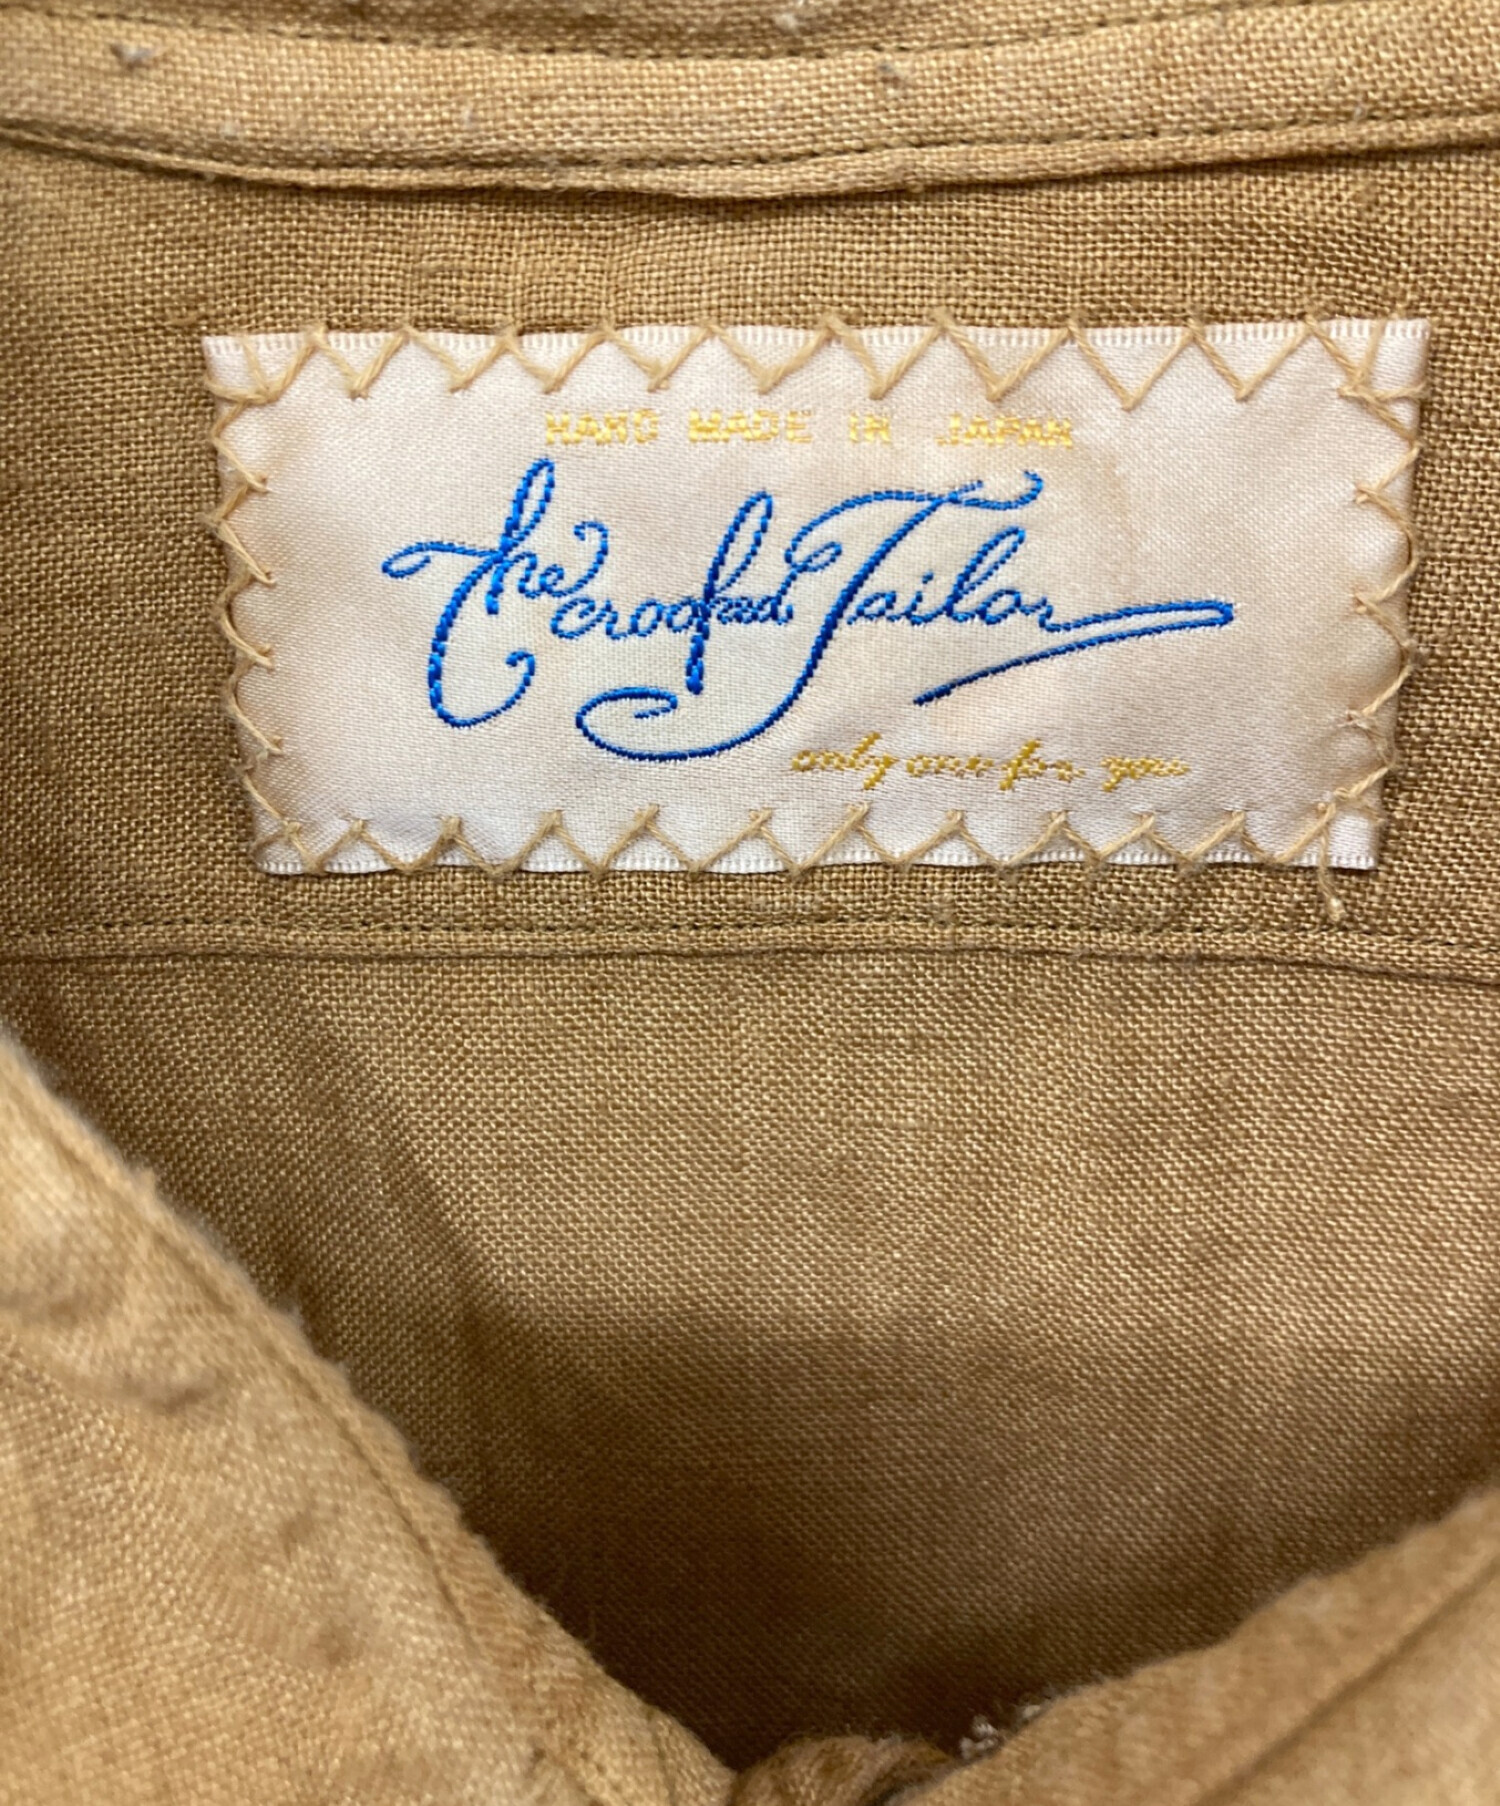 HAND MADE IN JAPAN
The crooked Tailor
only one for you